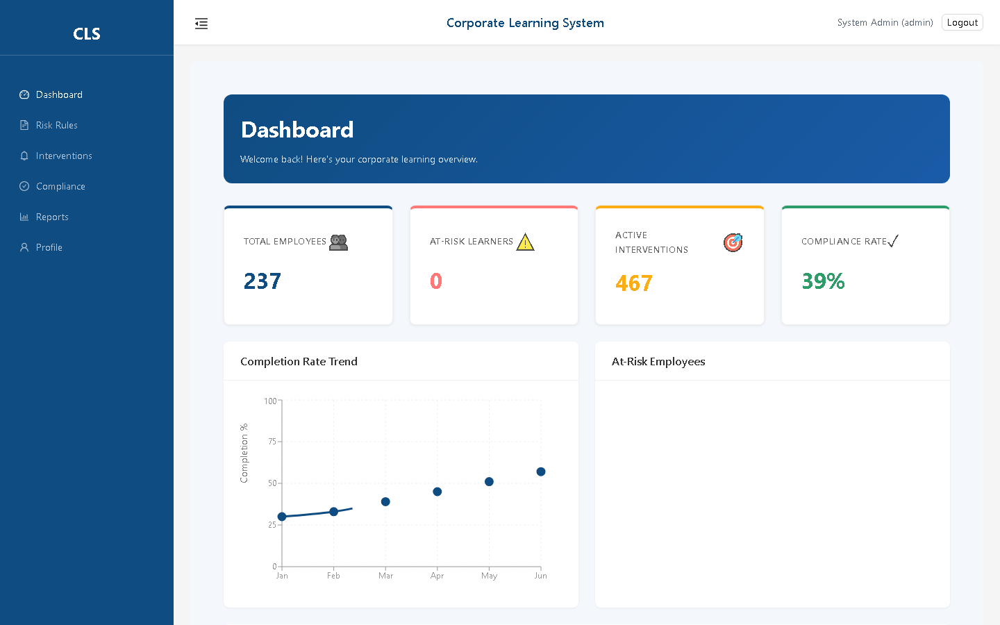 CLS
Corporate Learning System
System Admin (admin)
Logout
Dashboard
Risk Rules
Interventions
Compliance
Reports
Profile
Dashboard
Welcome back! Here's your corporate learning overview.
TOTAL EMPLOYEES
237
AT-RISK LEARNERS
0
ACTIVE
INTERVENTIONS
467
COMPLIANCE RATE
39%
Completion Rate Trend
Completion %
100
75
50
25
0
Jan Feb Mar Apr May Jun
At-Risk Employees